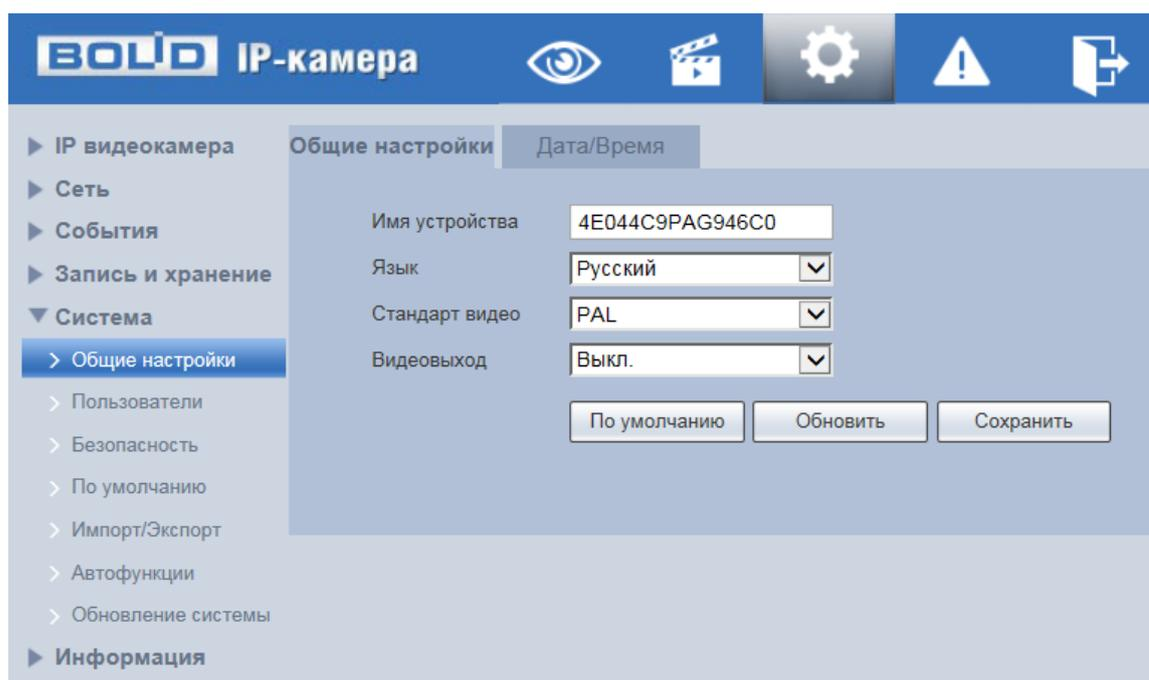 BOLID IP-камера
IP видеокамера
Сеть
События
Запись и хранение
Система
Общие настройки
Пользователи
Безопасность
По умолчанию
Импорт/Экспорт
Автофункции
Обновление системы
Информация
Общие настройки Дата/Время
Имя устройства 4E044C9PAG946C0
Язык Русский
Стандарт видео PAL
Видеовыход Выкл.
По умолчанию Обновить Сохранить